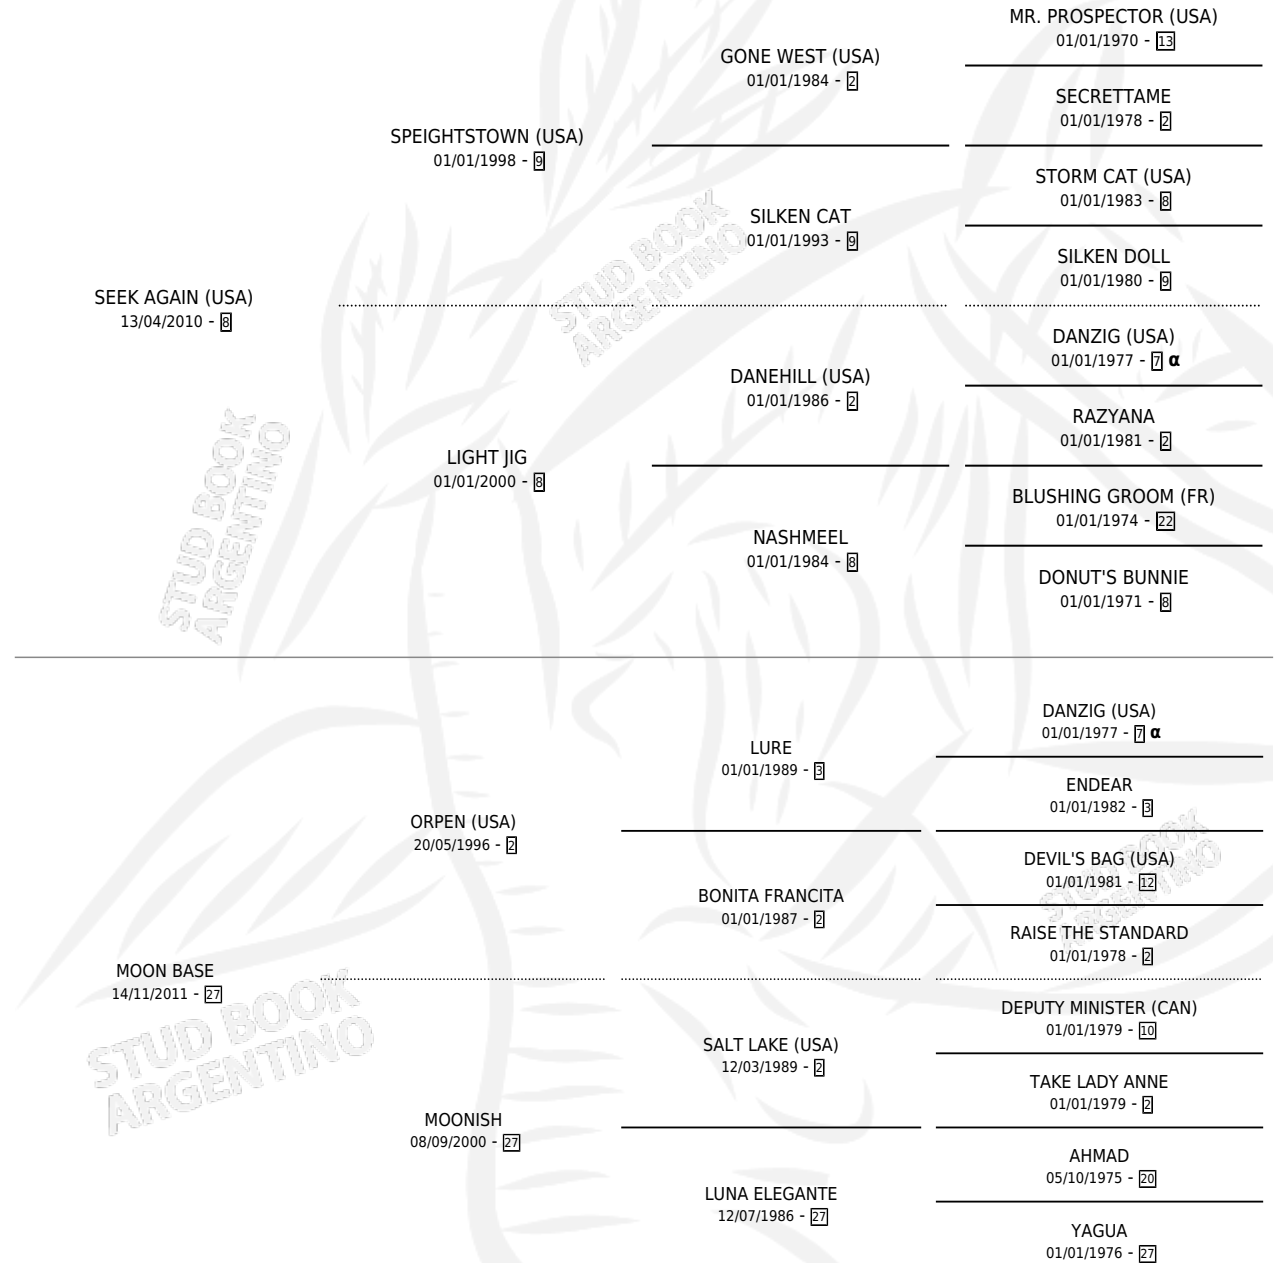 MR. PROSPECTOR (USA)
01/01/1970 - 13
GONE WEST (USA)
01/01/1984 - 2
SECRETTAME
01/01/1978 - 2
SPEIGHTSTOWN (USA)
01/01/1998 - 9
STORM CAT (USA)
01/01/1983 - 8
SILKEN CAT
01/01/1993 - 9
SILKEN DOLL
01/01/1980 - 9
SEEK AGAIN (USA)
13/04/2010 - 8
DANZIG (USA)
01/01/1977 - 7 α
DANEHILL (USA)
01/01/1986 - 2
RAZYANA
01/01/1981 - 2
LIGHT JIG
01/01/2000 - 8
BLUSHING GROOM (FR)
01/01/1974 - 22
NASHMEEL
01/01/1984 - 8
DONUT'S BUNNIE
01/01/1971 - 8
STUD BOOK
ARGENTINO
STUD BOOK
ARGENTINO
DANZIG (USA)
01/01/1977 - 7 α
LURE
01/01/1989 - 3
ENDEAR
01/01/1982 - 3
ORPEN (USA)
20/05/1996 - 2
DEVIL'S BAG (USA)
01/01/1981 - 12
BONITA FRANCITA
01/01/1987 - 2
RAISE THE STANDARD
01/01/1978 - 2
MOON BASE
14/11/2011 - 27
DEPUTY MINISTER (CAN)
01/01/1979 - 10
SALT LAKE (USA)
12/03/1989 - 2
TAKE LADY ANNE
01/01/1979 - 2
MOONISH
08/09/2000 - 27
AHMAD
05/10/1975 - 20
LUNA ELEGANTE
12/07/1986 - 27
YAGUA
01/01/1976 - 27
STUD BOOK
ARGENTINO
STUD BOOK
ARGENTINO